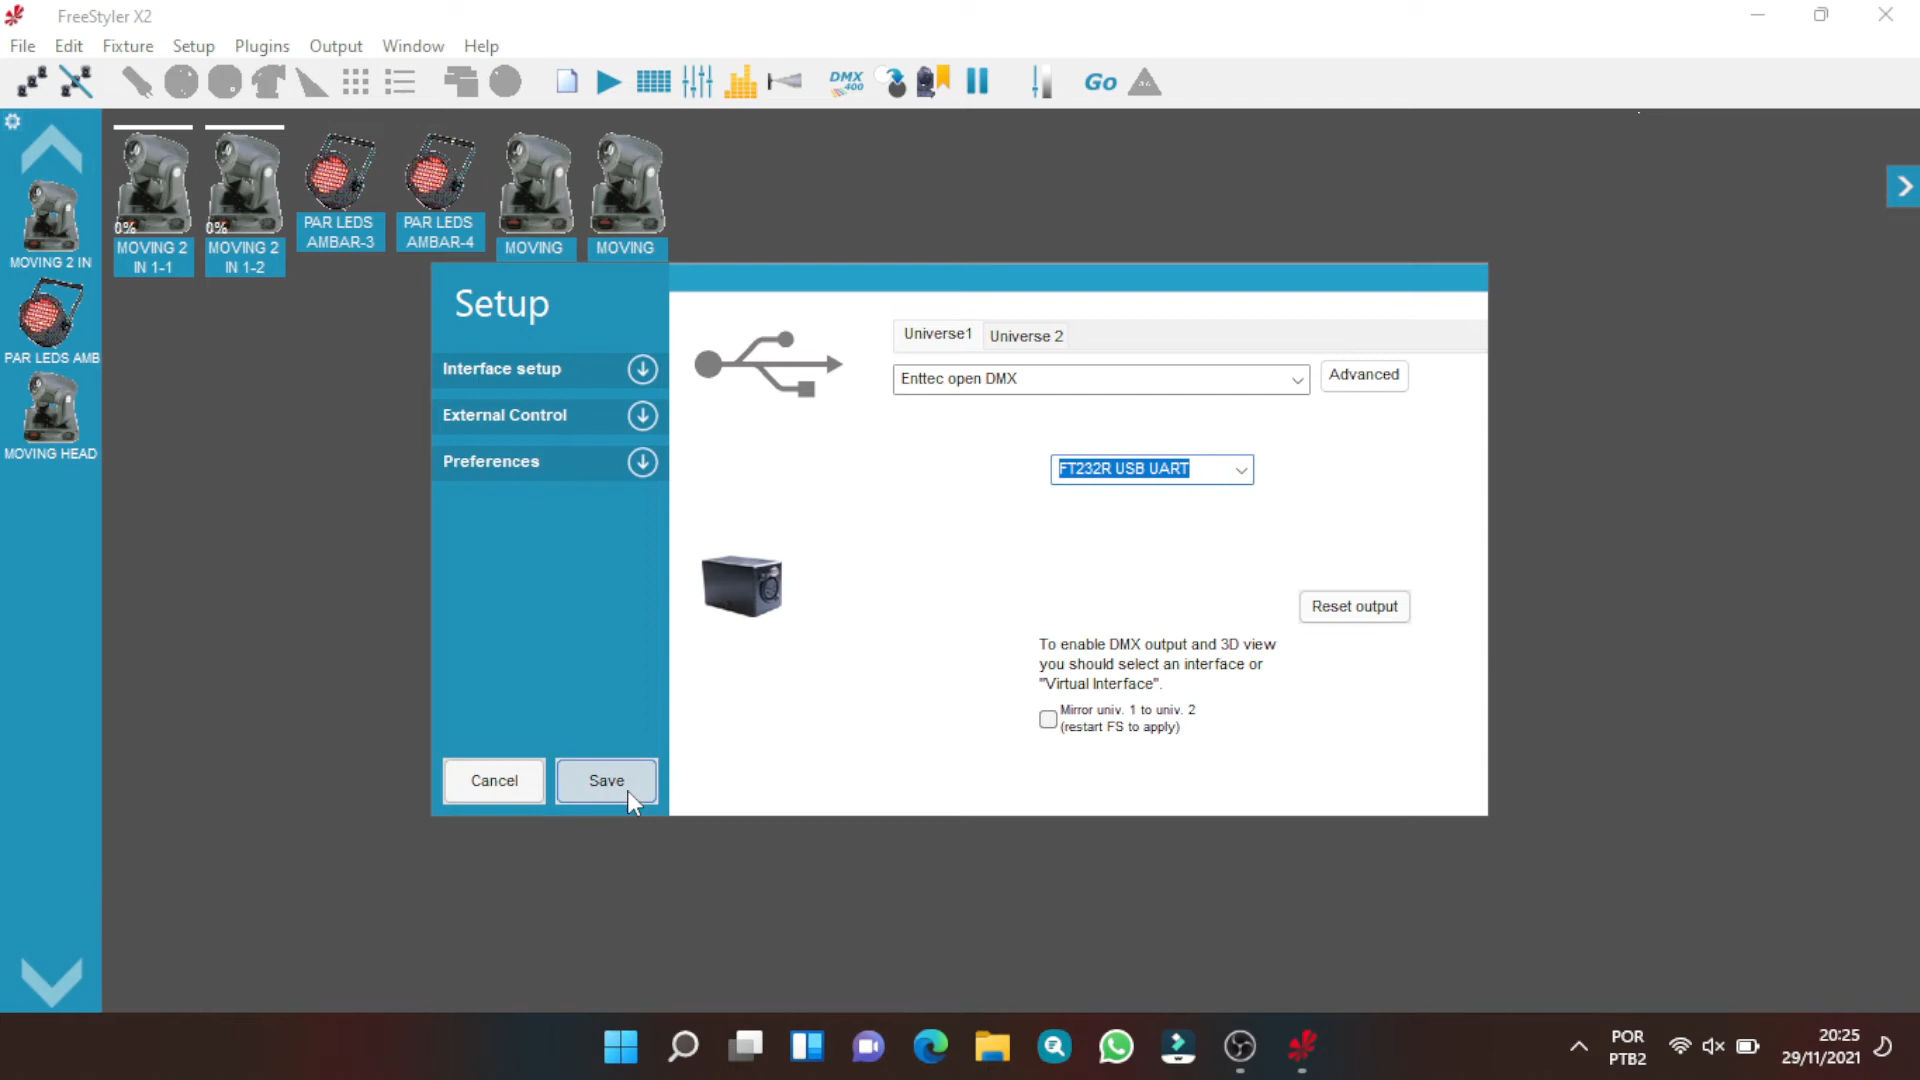 FreeStyler X2
File Edit Fixture Setup Plugins Output Window Help
DMX
400
Go
MOVING 2 IN
PAR LEDS AMB
MOVING HEAD
0%
MOVING 2
IN 1-1
0%
MOVING 2
IN 1-2
PAR LEDS
AMBAR-3
PAR LEDS
AMBAR-4
MOVING
MOVING
Setup
Interface setup
External Control
Preferences
Cancel
Save
Universe1
Universe 2
Enttec open DMX
Advanced
FT232R USB UART
Reset output
To enable DMX output and 3D view
you should select an interface or
"Virtual Interface".
Mirror univ. 1 to univ. 2
(restart FS to apply)
POR
PTB2
20:25
29/11/2021